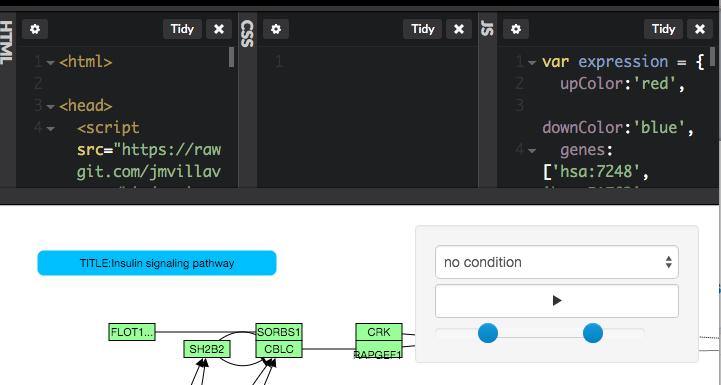 HTML
Tidy
1 <html>
2
3 <head>
4 <script
src="https://raw
git.com/jmvillav
CSS
Tidy
1
JS
Tidy
1 var expression = {
2 upColor:'red',
3
downColor:'blue',
4 genes:
['hsa:7248',
TITLE:Insulin signaling pathway
no condition
FLOT1...
SORBS1
CRK
SH2B2
CBLC
RAPGEF1